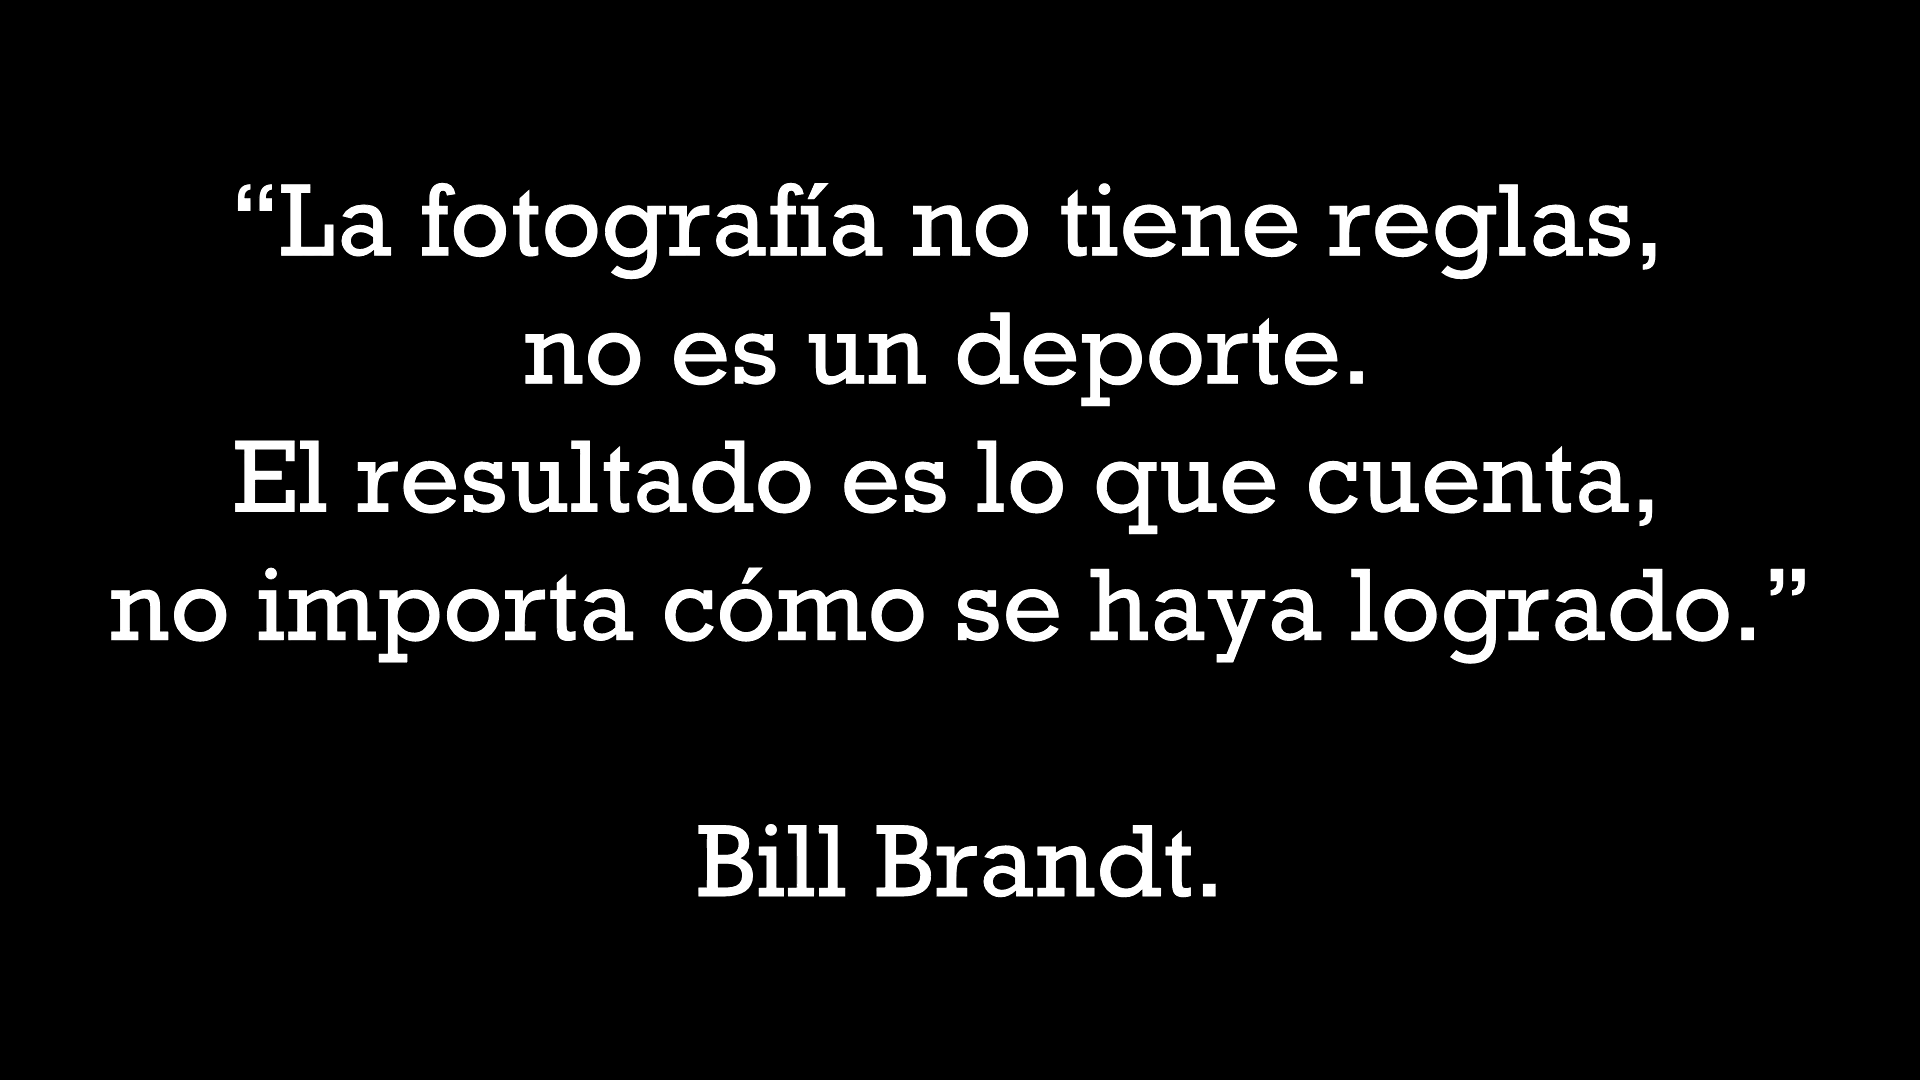 “La fotografía no tiene reglas,
no es un deporte.
El resultado es lo que cuenta,
no importa cómo se haya logrado.”
Bill Brandt.